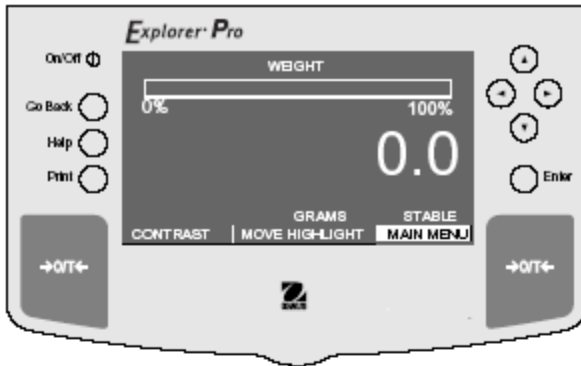 Explorer® Pro
On/Off
WEIGHT
Go Back
0%
100%
Help
0.0
Print
Enter
GRAMS
STABLE
CONTRAST
MOVE HIGHLIGHT
MAIN MENU
→0/T←
→0/T←
OHAUS